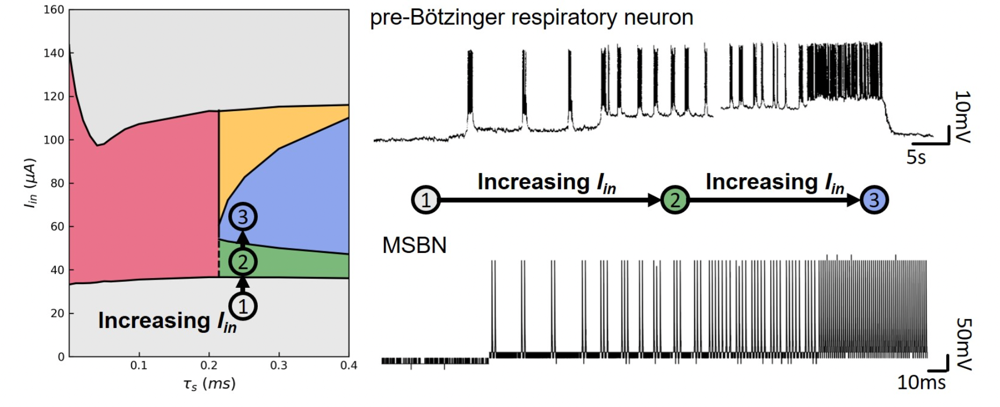 160
140
120
100
80
60
40
20
0
0.1
0.2
0.3
0.4
I_in (μA)
τ_s (ms)
3
2
1
Increasing I_in
pre-Bötzinger respiratory neuron
10mV
5s
Increasing I_in
Increasing I_in
1
2
3
MSBN
50mV
10ms